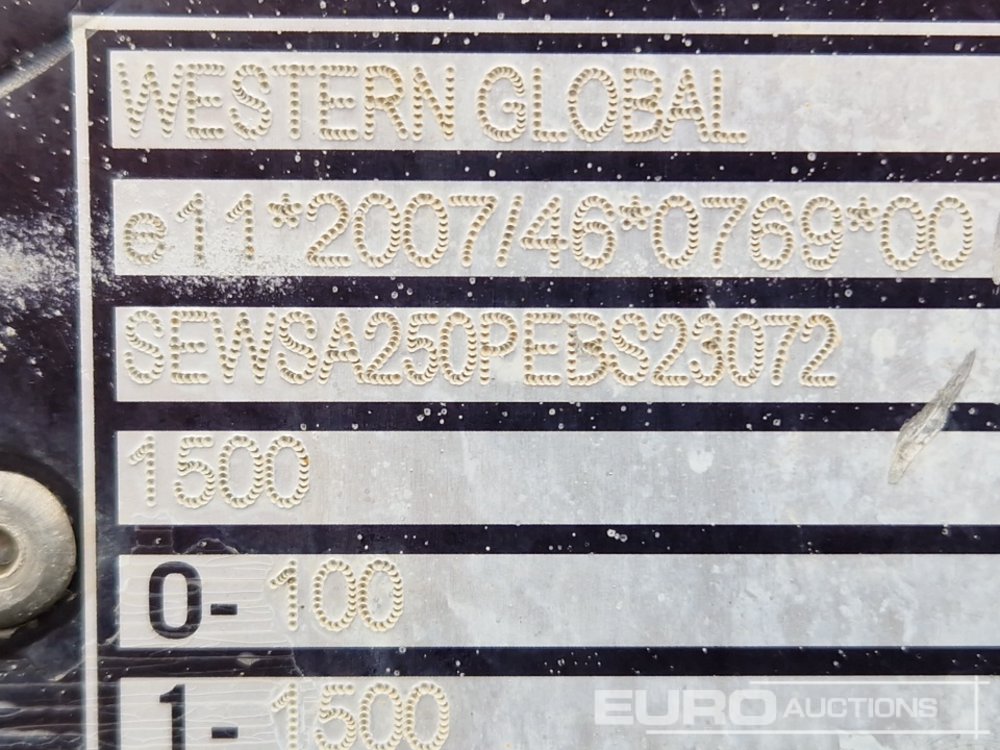 WESTERN GLOBAL
e11*2007/46*0769*00
SEWSA250PEBS23072
1500
0- 100
1- 1500
EURO AUCTIONS